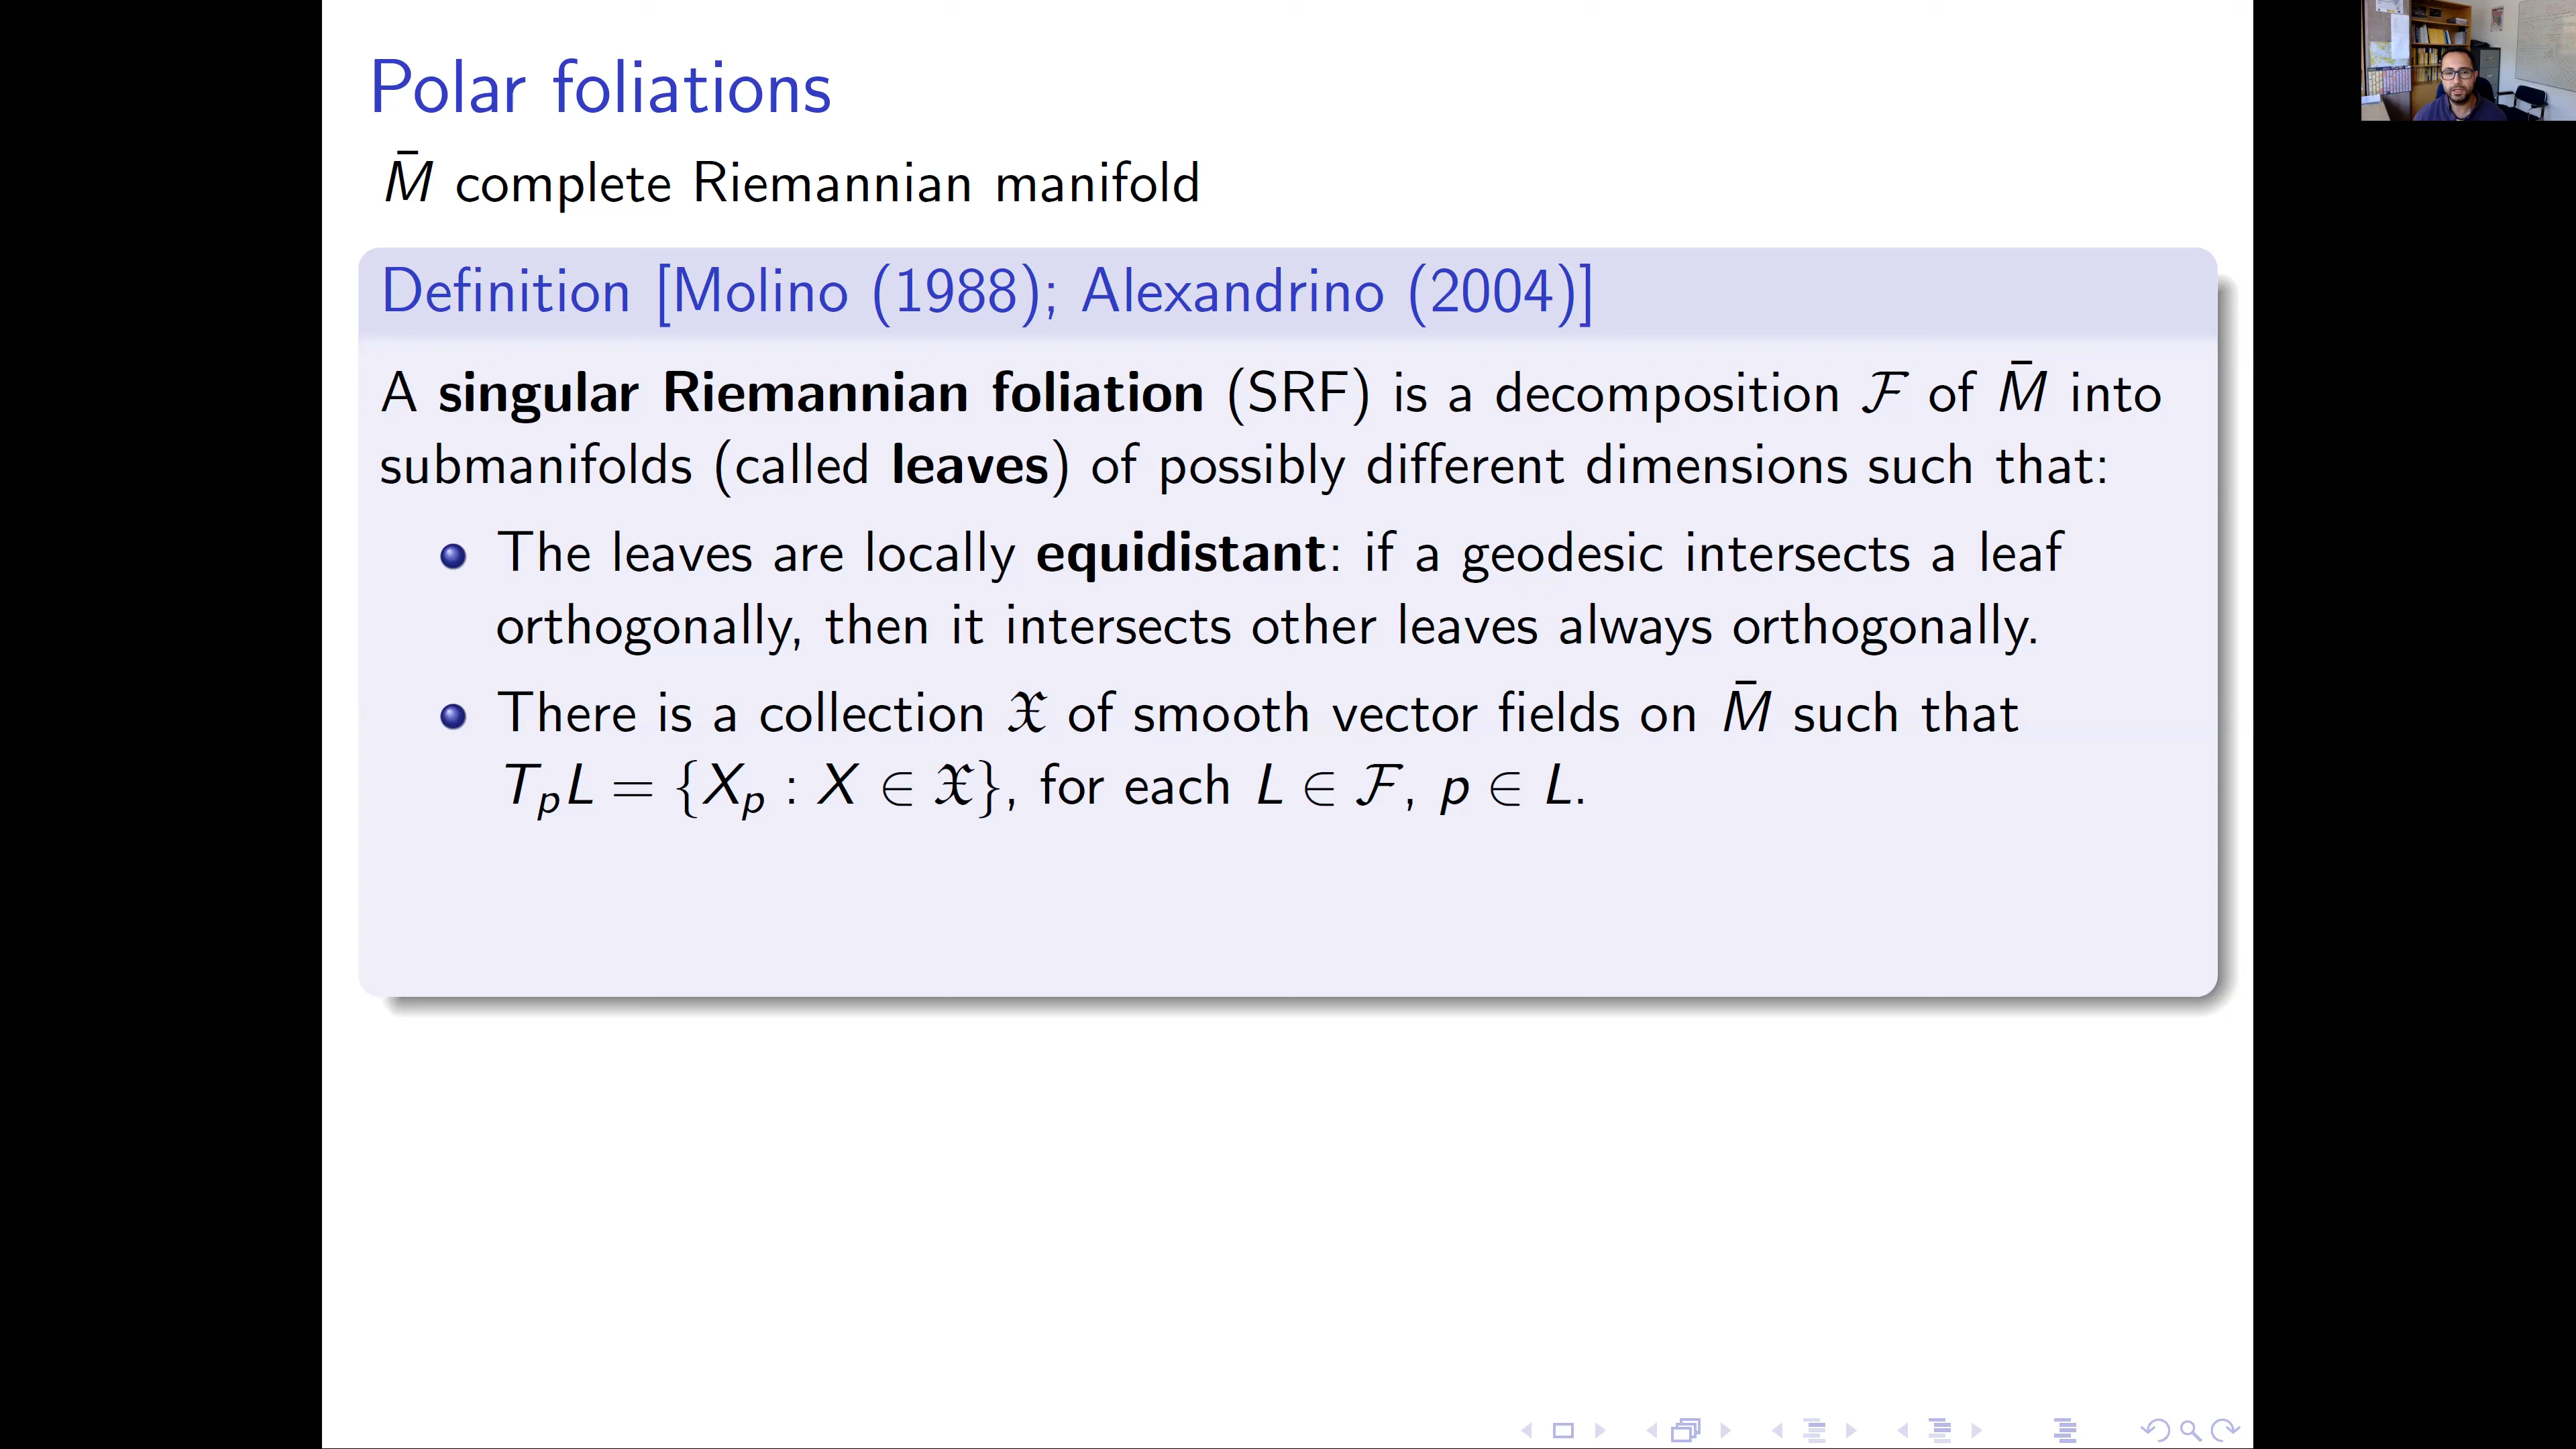 Polar foliations
M̄ complete Riemannian manifold
Definition [Molino (1988); Alexandrino (2004)]
A singular Riemannian foliation (SRF) is a decomposition ℱ of M̄ into
submanifolds (called leaves) of possibly different dimensions such that:
The leaves are locally equidistant: if a geodesic intersects a leaf
orthogonally, then it intersects other leaves always orthogonally.
There is a collection 𝔛 of smooth vector fields on M̄ such that
TₚL = {Xₚ : X ∈ 𝔛}, for each L ∈ ℱ, p ∈ L.